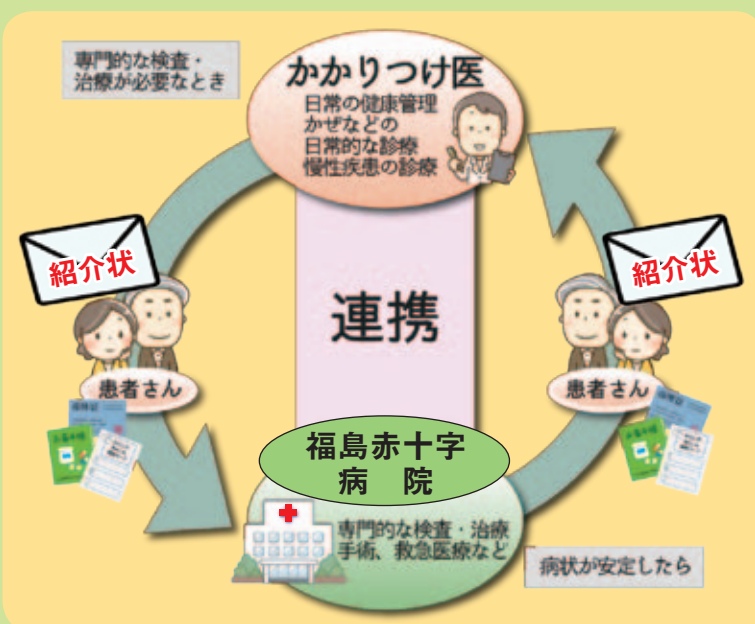 専門的な検査・
治療が必要なとき
かかりつけ医
日常の健康管理
かぜなどの
日常的な診療
慢性疾患の診療
紹介状
紹介状
連携
患者さん
患者さん
福島赤十字
病 院
専門的な検査・治療
手術、救急医療など
病状が安定したら